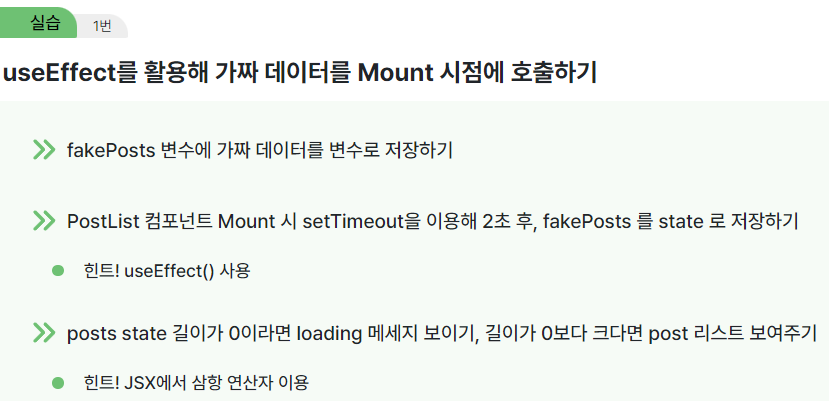 실습
1번
useEffect를 활용해 가짜 데이터를 Mount 시점에 호출하기
fakePosts 변수에 가짜 데이터를 변수로 저장하기
PostList 컴포넌트 Mount 시 setTimeout을 이용해 2초 후, fakePosts 를 state 로 저장하기
힌트! useEffect() 사용
posts state 길이가 0이라면 loading 메세지 보이기, 길이가 0보다 크다면 post 리스트 보여주기
힌트! JSX에서 삼항 연산자 이용